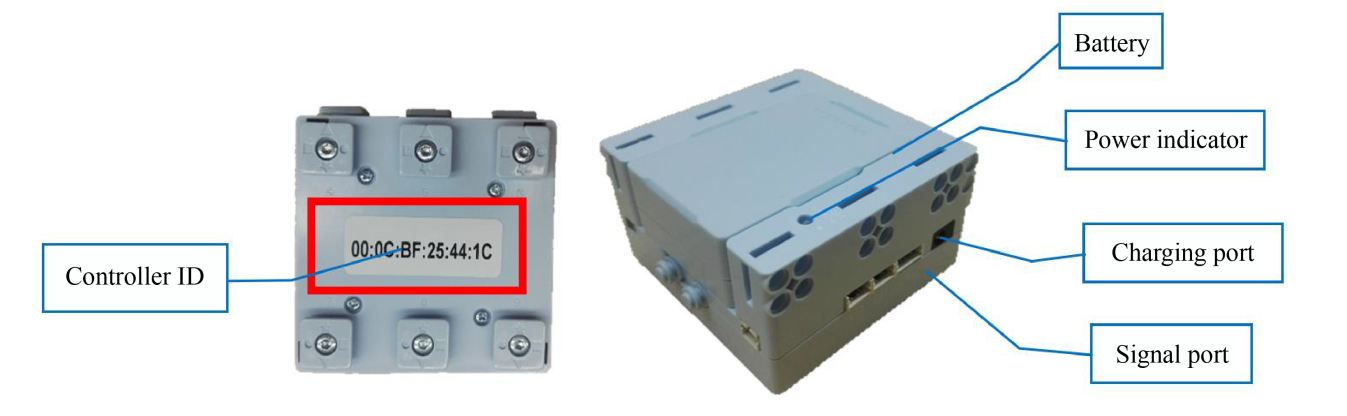 Battery
Power indicator
Controller ID
00:0C:BF:25:44:1C
Charging port
Signal port